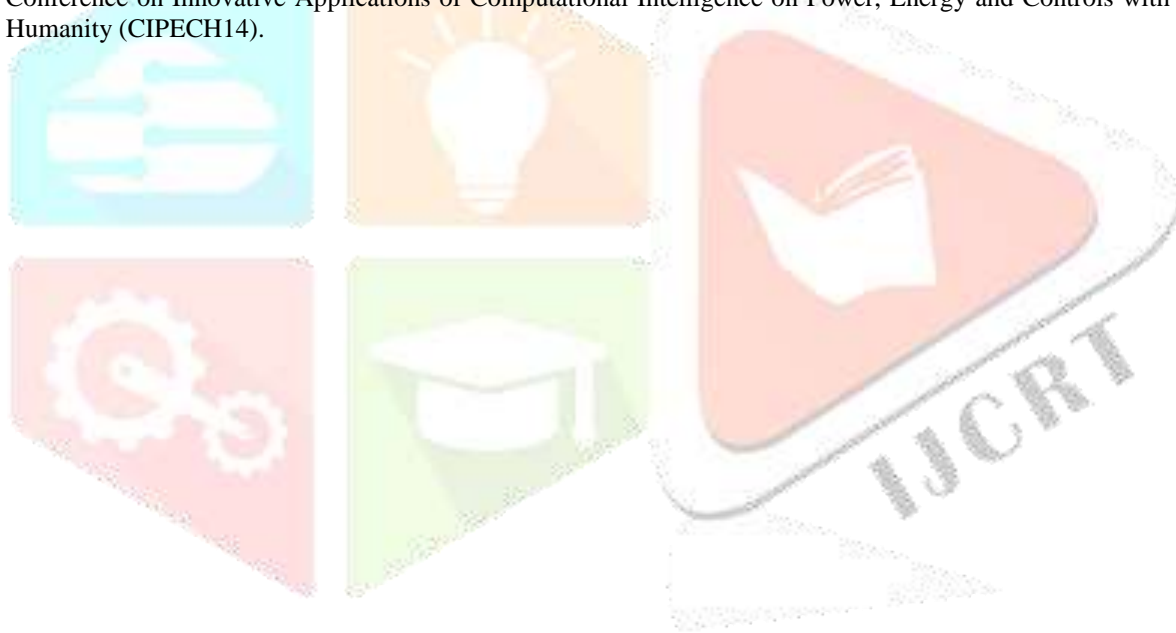 Conference on Innovative Applications of Computational Intelligence on Power, Energy and Controls with
Humanity (CIPECH14).
IJCRT